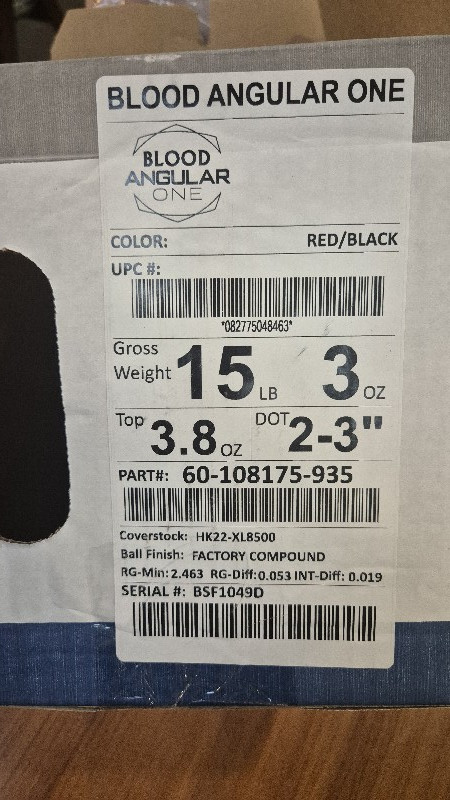 BLOOD ANGULAR ONE
BLOOD
ANGULAR
ONE
COLOR: RED/BLACK
UPC #:
*082775048463*
Gross Weight 15 LB 3 OZ
Top 3.8 OZ DOT 2-3"
PART#: 60-108175-935
Coverstock: HK22-XL8500
Ball Finish: FACTORY COMPOUND
RG-Min: 2.463 RG-Diff: 0.053 INT-Diff: 0.019
SERIAL #: BSF1049D